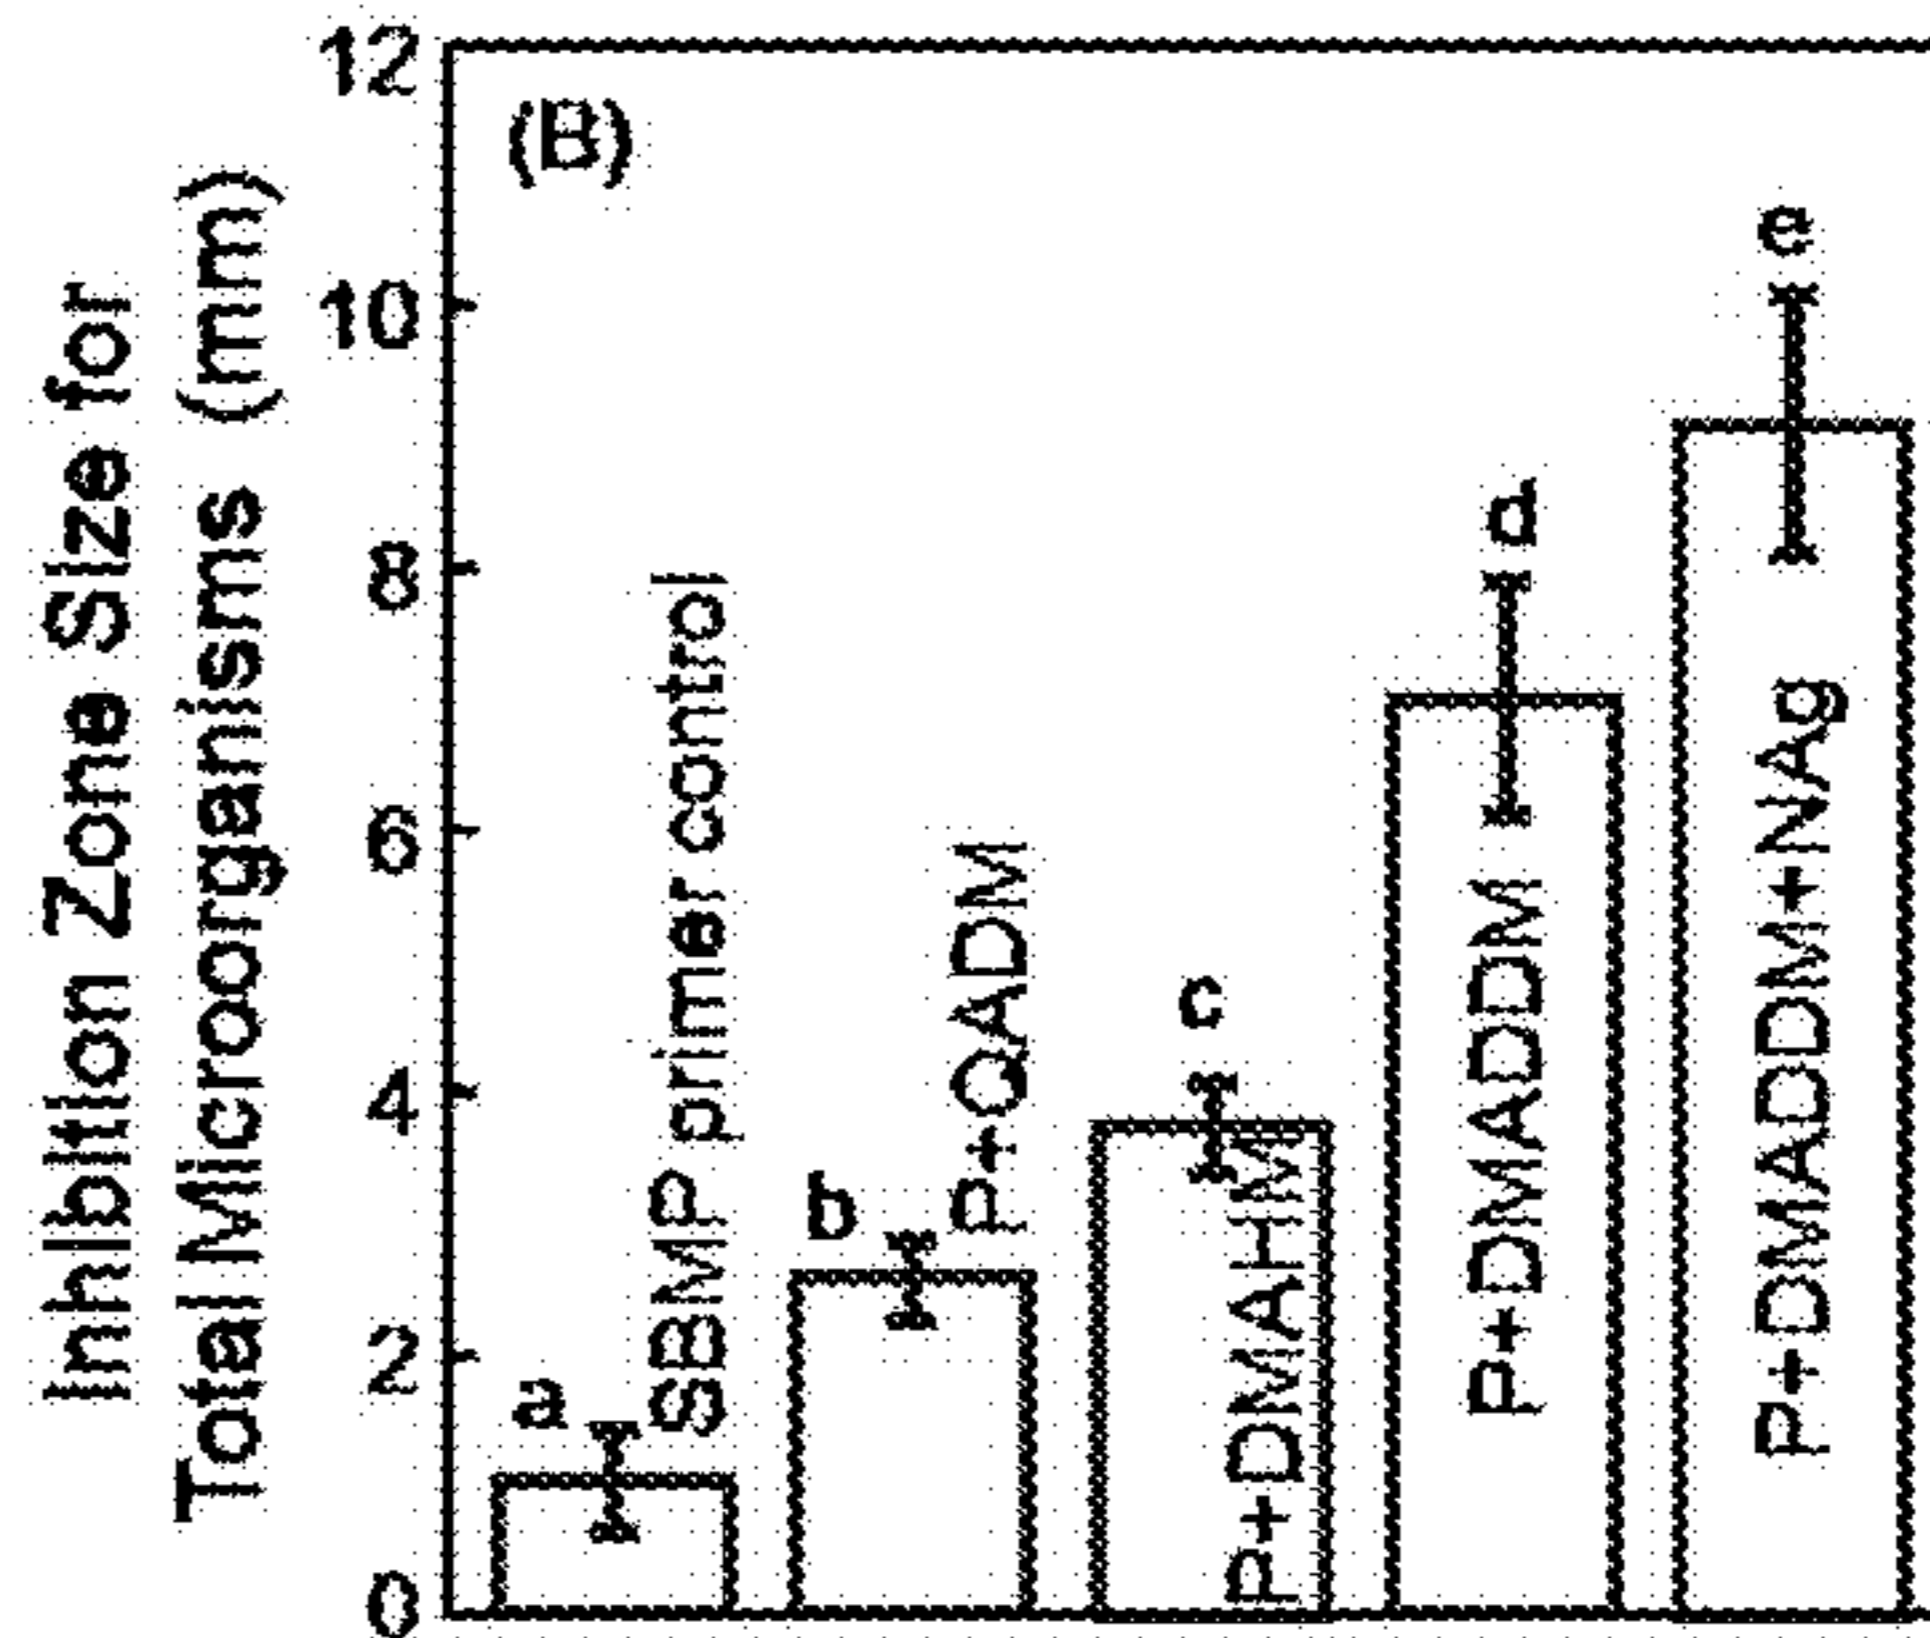 Inhibition Zone Size for
Total Microorganisms (mm)
12
10
8
6
4
2
0
(B)
a
SBMP primer control
b
P+QADM
c
P+DMAHM
d
P+DMADDM
e
P+DMADDM+NAg